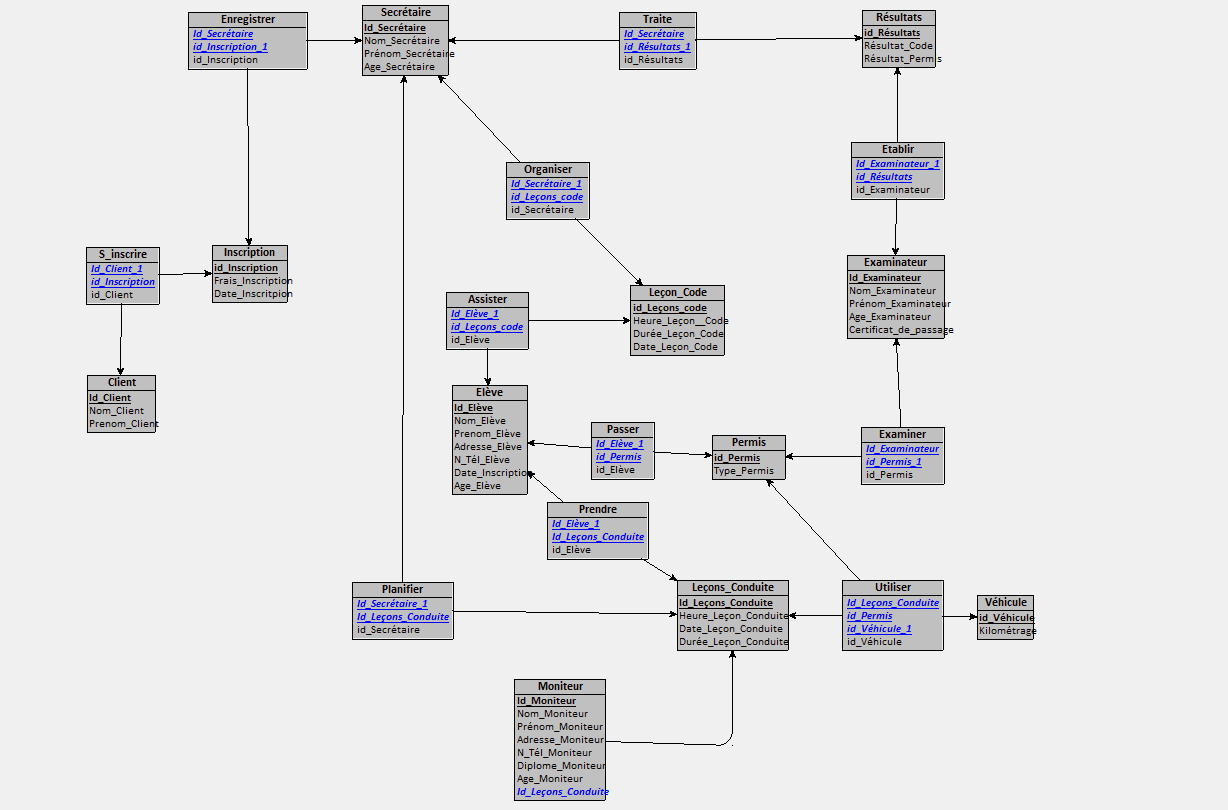 Enregistrer
Id_Secrétaire
id_Inscription_1
id_Inscription
Secrétaire
Id_Secrétaire
Nom_Secrétaire
Prénom_Secrétaire
Age_Secrétaire
Traite
Id_Secrétaire
id_Résultats_1
id_Résultats
Résultats
id_Résultats
Résultat_Code
Résultat_Permis
Organiser
Id_Secrétaire_1
id_Leçons_code
id_Secrétaire
Etablir
Id_Examinateur_1
id_Résultats
id_Examinateur
S_inscrire
Id_Client_1
id_Inscription
id_Client
Inscription
id_Inscription
Frais_Inscription
Date_Inscritpion
Examinateur
Id_Examinateur
Nom_Examinateur
Prénom_Examinateur
Age_Examinateur
Certificat_de_passage
Assister
Id_Elève_1
id_Leçons_code
id_Elève
Leçon_Code
id_Leçons_code
Heure_Leçon__Code
Durée_Leçon_Code
Date_Leçon_Code
Client
Id_Client
Nom_Client
Prenom_Client
Elève
Id_Elève
Nom_Elève
Prenom_Elève
Adresse_Elève
N_Tél_Elève
Date_Inscription
Age_Elève
Passer
Id_Elève_1
id_Permis
id_Elève
Permis
id_Permis
Type_Permis
Examiner
Id_Examinateur
id_Permis_1
id_Permis
Prendre
Id_Elève_1
Id_Leçons_Conduite
id_Elève
Planifier
Id_Secrétaire_1
Id_Leçons_Conduite
id_Secrétaire
Leçons_Conduite
Id_Leçons_Conduite
Heure_Leçon_Conduite
Date_Leçon_Conduite
Durée_Leçon_Conduite
Utiliser
Id_Leçons_Conduite
id_Permis
id_Véhicule_1
id_Véhicule
Véhicule
id_Véhicule
Kilométrage
Moniteur
Id_Moniteur
Nom_Moniteur
Prénom_Moniteur
Adresse_Moniteur
N_Tél_Moniteur
Diplome_Moniteur
Age_Moniteur
Id_Leçons_Conduite